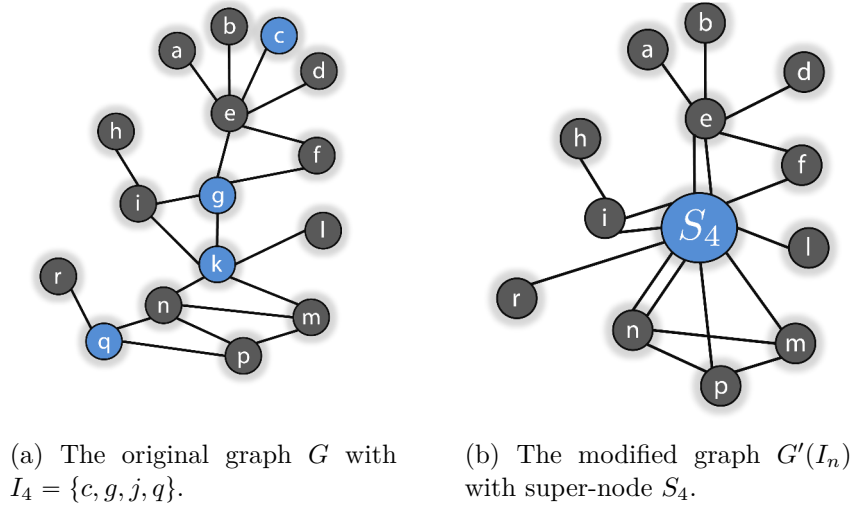 b
c
a
d
e
h
f
g
i
l
k
r
n
m
q
p
b
a
d
e
h
f
i
S₄
l
r
n
m
p
(a) The original graph G with
I₄ = {c, g, j, q}.
(b) The modified graph G′(Iₙ)
with super-node S₄.